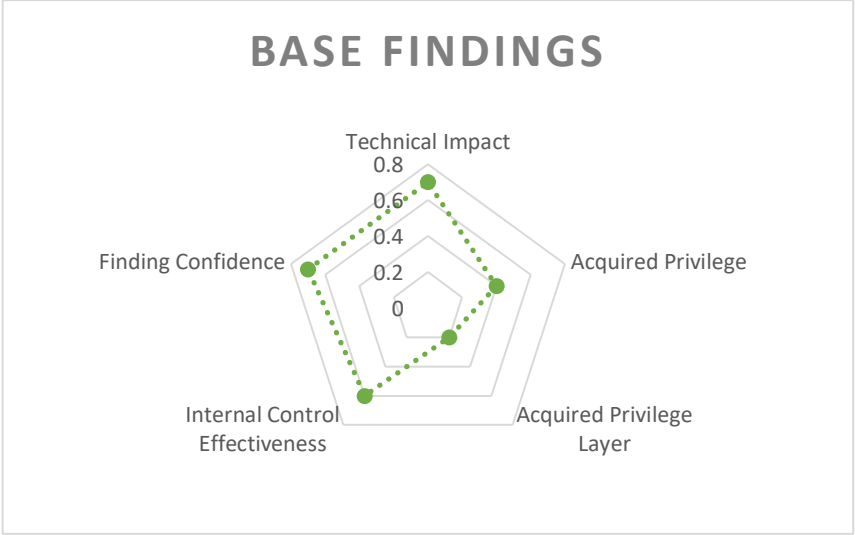 BASE FINDINGS
Technical Impact
0.8
0.6
0.4
0.2
0
Finding Confidence
Acquired Privilege
Internal Control
Effectiveness
Acquired Privilege
Layer